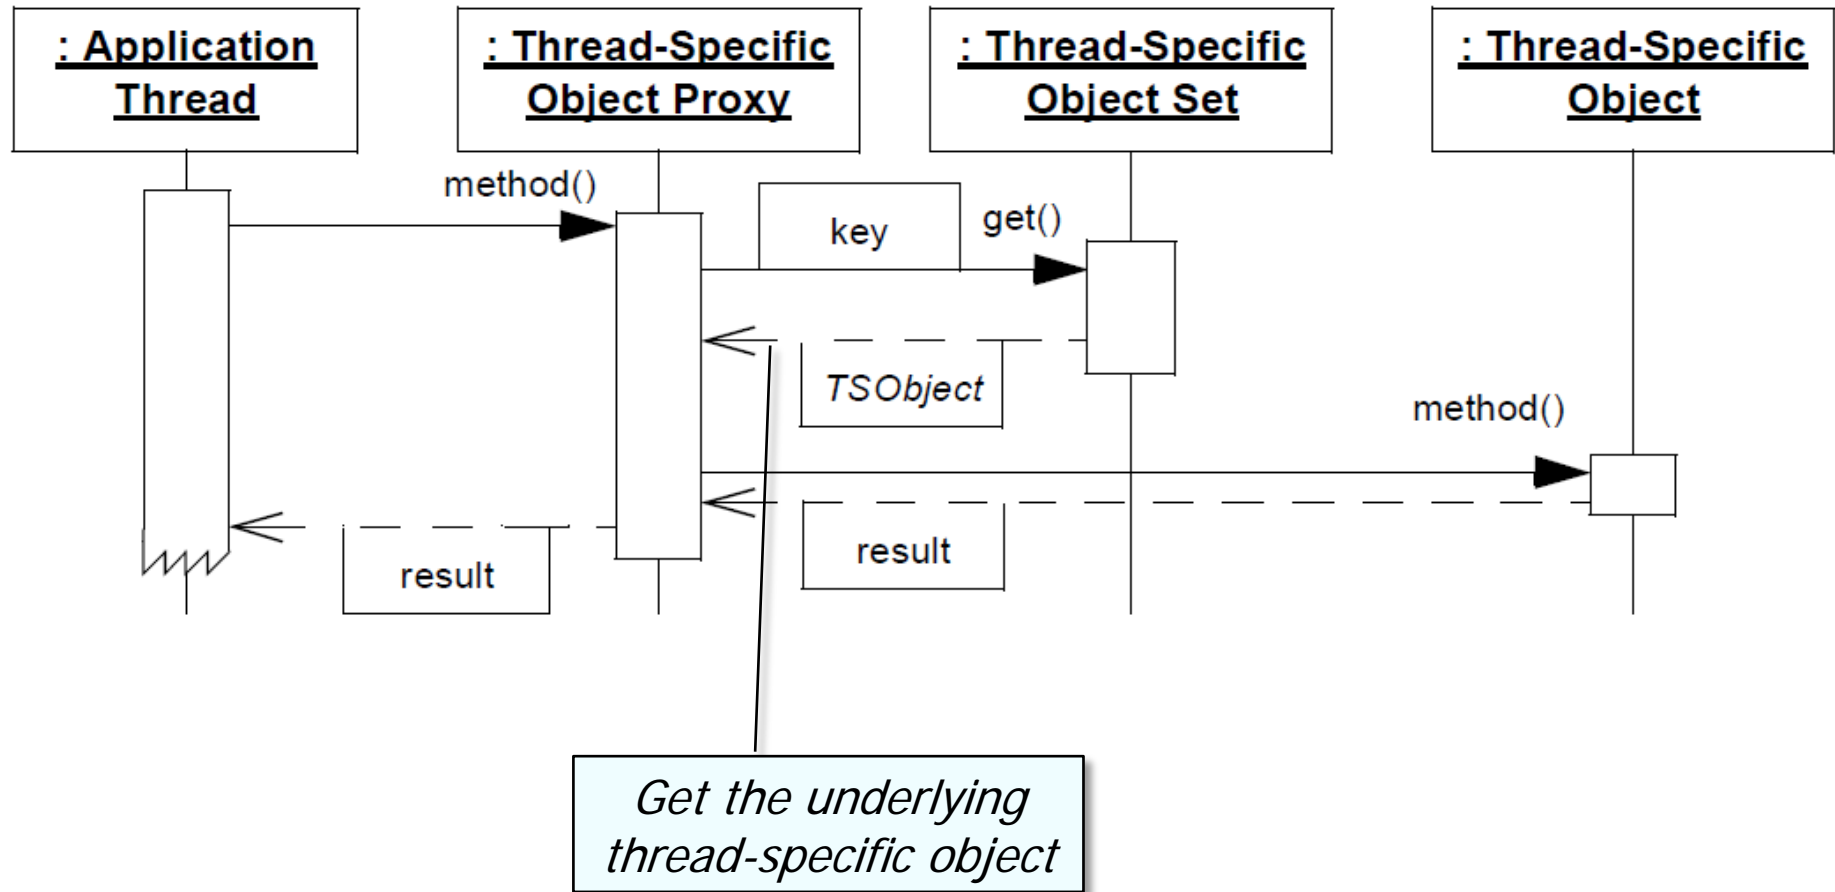 : Application
Thread
: Thread-Specific
Object Proxy
: Thread-Specific
Object Set
: Thread-Specific
Object
method()
key
get()
TSObject
method()
result
result
Get the underlying
thread-specific object